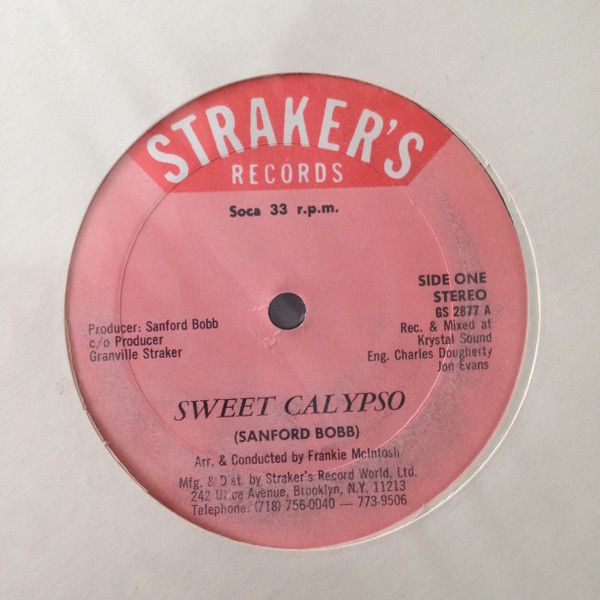 STRAKER'S
RECORDS
Soca 33 r.p.m.
SIDE ONE
STEREO
GS 2877 A
Rec. & Mixed at
Krystal Sound
Eng. Charles Dougherty
Jon Evans
Producer: Sanford Bobb
c/o Producer
Granville Straker
SWEET CALYPSO
(SANFORD BOBB)
Arr. & Conducted by Frankie McIntosh
Mfg. & Dist. by Straker's Record World, Ltd.
242 Utica Avenue, Brooklyn, N.Y. 11213
Telephone: (718) 756-0040 — 773-9506